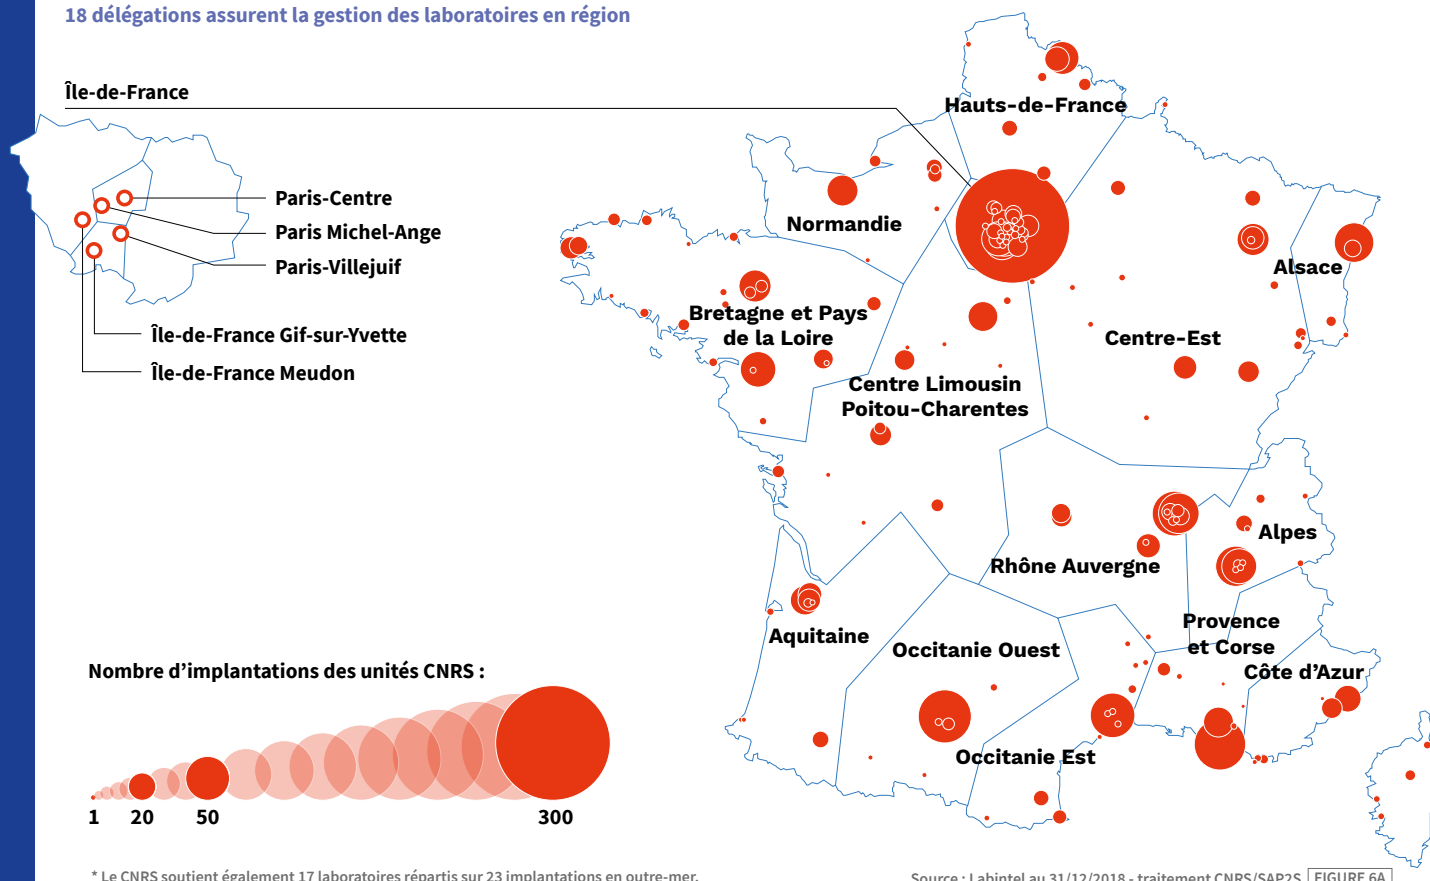 18 délégations assurent la gestion des laboratoires en région
Île-de-France
Hauts-de-France
Paris-Centre
Paris Michel-Ange
Paris-Villejuif
Île-de-France Gif-sur-Yvette
Île-de-France Meudon
Normandie
Alsace
Bretagne et Pays
de la Loire
Centre-Est
Centre Limousin
Poitou-Charentes
Alpes
Rhône Auvergne
Provence
et Corse
Aquitaine
Occitanie Ouest
Côte d’Azur
Occitanie Est
Nombre d’implantations des unités CNRS :
1 20 50 300
* Le CNRS soutient également 17 laboratoires répartis sur 23 implantations en outre-mer.
Source : Labintel au 31/12/2018 - traitement CNRS/SAP2S FIGURE 6A